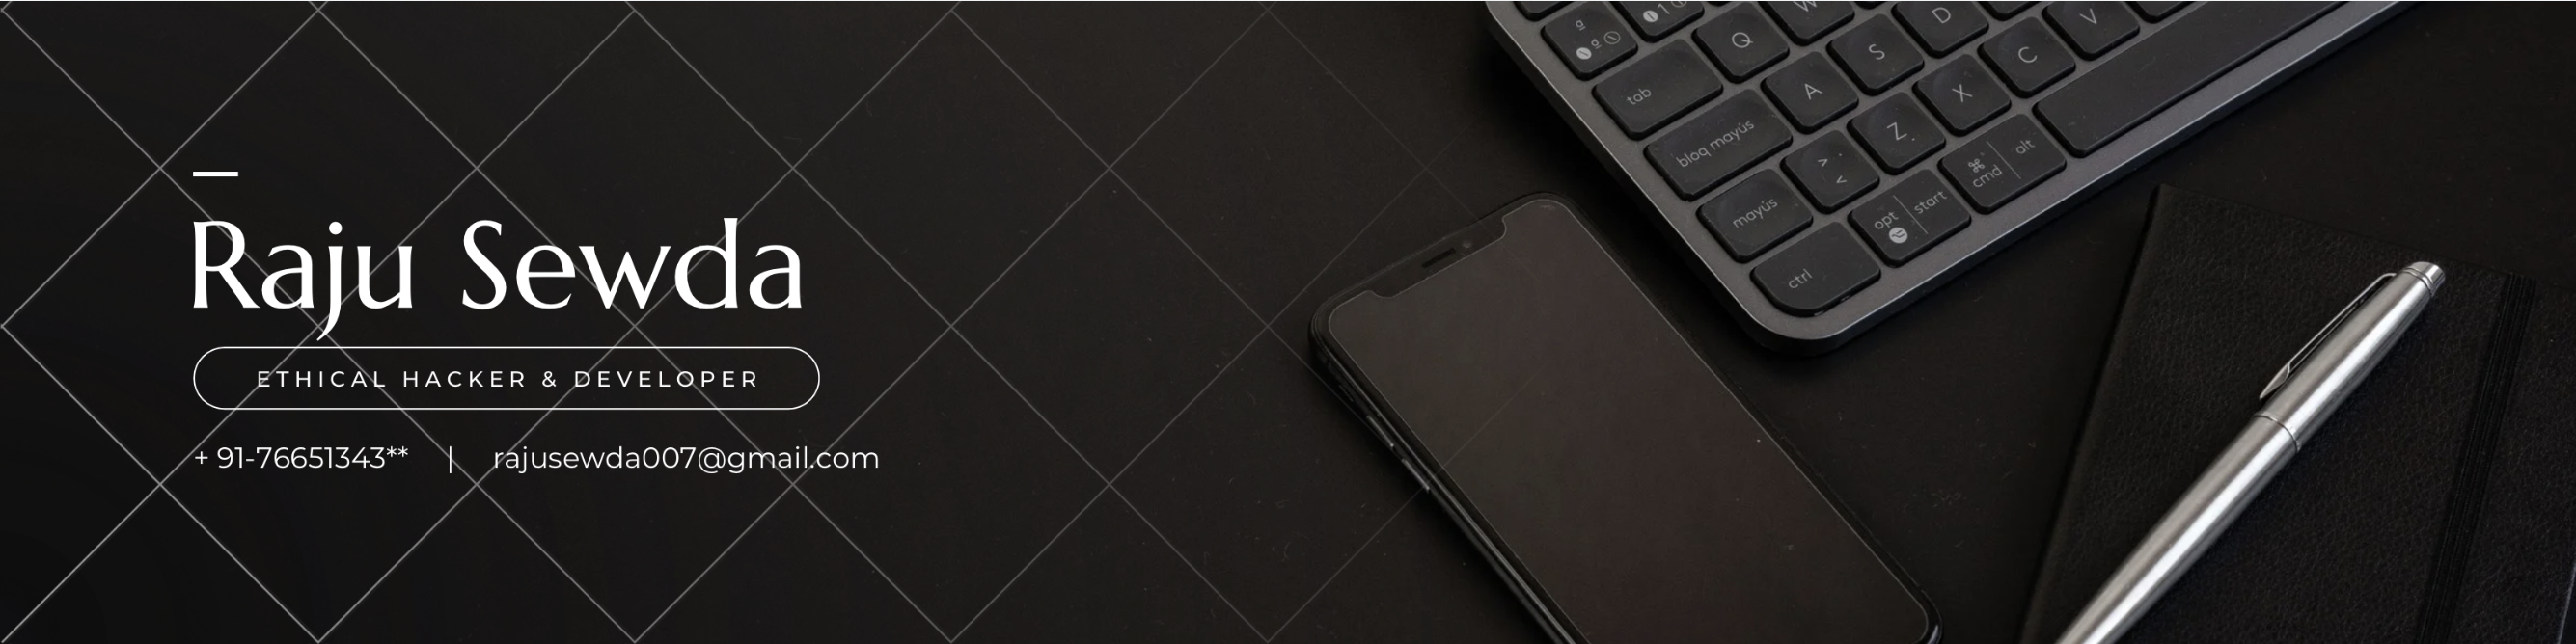 Raju Sewda
ETHICAL HACKER & DEVELOPER
+ 91-76651343** | rajusewda007@gmail.com
Q
D
V
tab
A
S
C
bloq mayús
Z
X
mayús
> <
opt start
cmd alt
ctrl